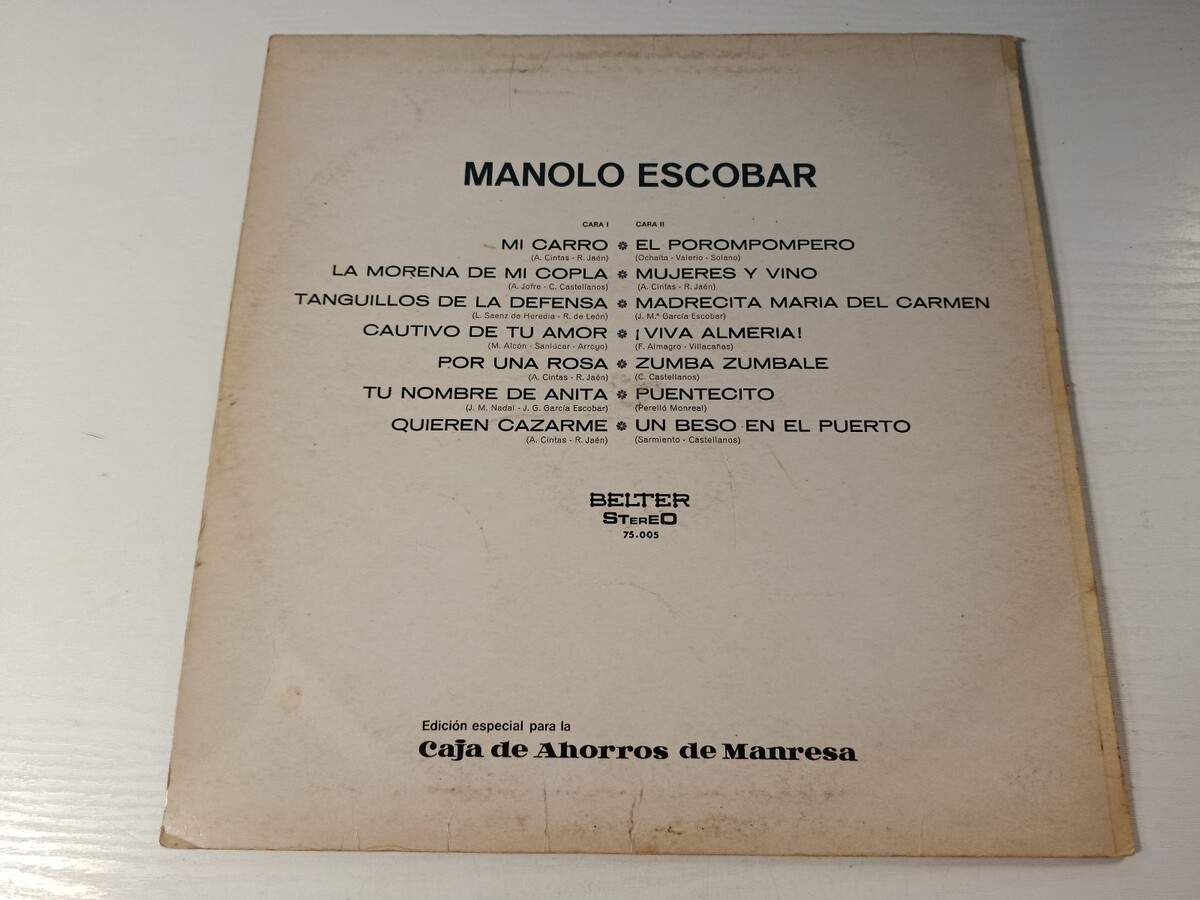 MANOLO ESCOBAR
CARA I
MI CARRO
(A. Cintas - R. Jaén)
LA MORENA DE MI COPLA
(A. Jofre - C. Castellanos)
TANGUILLOS DE LA DEFENSA
(L. Saenz de Heredia - R. de León)
CAUTIVO DE TU AMOR
(M. Alcón - Sanlúcar - Arroyo)
POR UNA ROSA
(A. Cintas - R. Jaén)
TU NOMBRE DE ANITA
(J. M. Nadal - J. G. García Escobar)
QUIEREN CAZARME
(A. Cintas - R. Jaén)
CARA II
EL POROMPOMPERO
(Ochaíta - Valerio - Solano)
MUJERES Y VINO
(A. Cintas - R. Jaén)
MADRECITA MARIA DEL CARMEN
(J. M.ª García Escobar)
¡VIVA ALMERIA!
(F. Almagro - Villacañas)
ZUMBA ZUMBALE
(C. Castellanos)
PUENTECITO
(Perelló Monreal)
UN BESO EN EL PUERTO
(Sarmiento - Castellanos)
BELTER
STEREO
75.005
Edición especial para la
Caja de Ahorros de Manresa